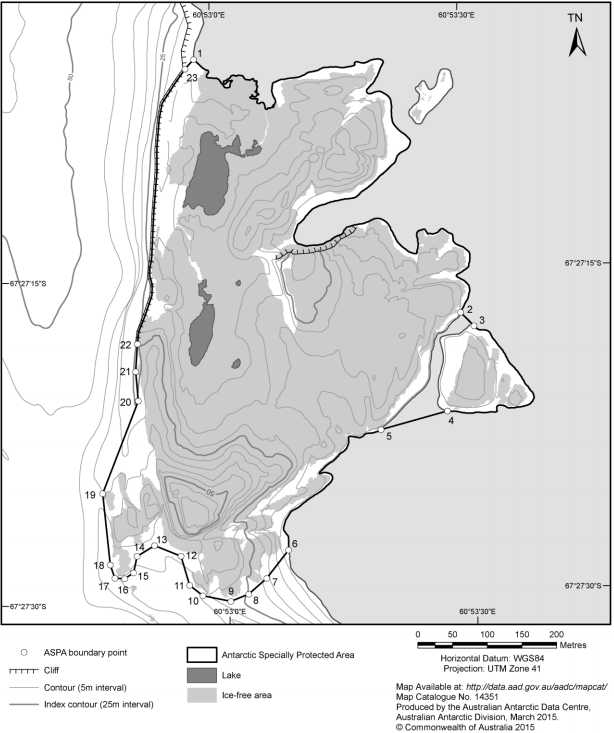 60°53'0"E
60°53'30"E
TN
50
25
1
23
67°27'15"S
67°27'15"S
2
3
22
21
20
4
5
19
50
6
13
14
12
18
15
7
17
16
11
10
9
8
67°27'30"S
67°27'30"S
60°53'0"E
60°53'30"E
ASPA boundary point
Cliff
Contour (5m interval)
Index contour (25m interval)
Antarctic Specially Protected Area
Lake
Ice-free area
0 50 100 150 200
Metres
Horizontal Datum: WGS84
Projection: UTM Zone 41
Map Available at: http://data.aad.gov.au/aadc/mapcat/
Map Catalogue No. 14351
Produced by the Australian Antarctic Data Centre,
Australian Antarctic Division, March 2015.
© Commonwealth of Australia 2015